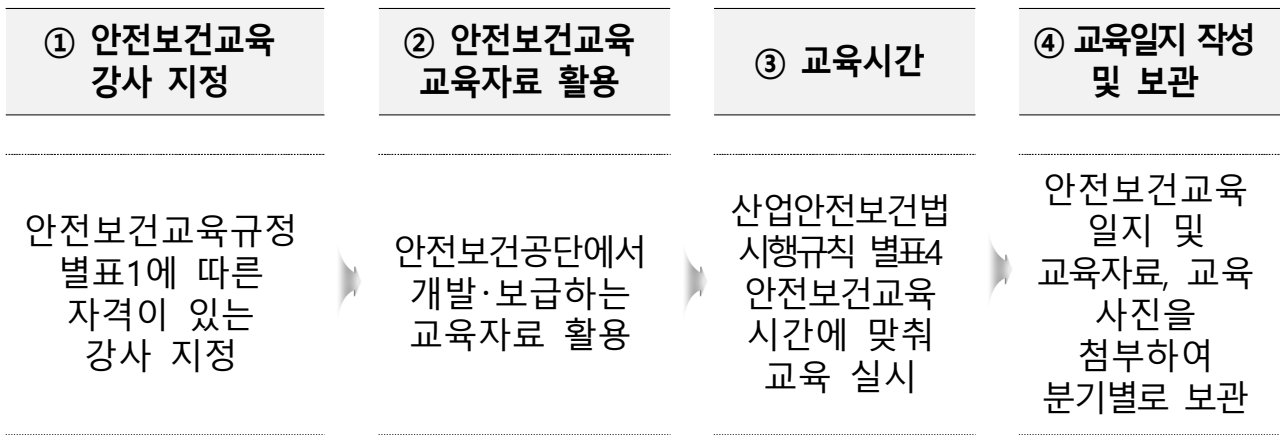 ① 안전보건교육
강사 지정
안전보건교육규정
별표1에 따른
자격이 있는
강사 지정
② 안전보건교육
교육자료 활용
안전보건공단에서
개발·보급하는
교육자료 활용
③ 교육시간
산업안전보건법
시행규칙 별표4
안전보건교육
시간에 맞춰
교육 실시
④ 교육일지 작성
및 보관
안전보건교육
일지 및
교육자료, 교육
사진을
첨부하여
분기별로 보관